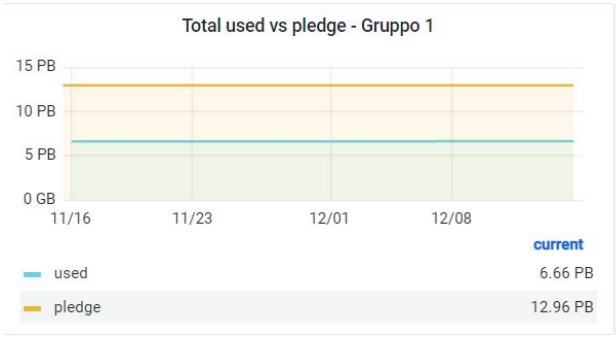 Total used vs pledge - Gruppo 1
15 PB
10 PB
5 PB
0 GB
11/16 11/23 12/01 12/08
current
used 6.66 PB
pledge 12.96 PB